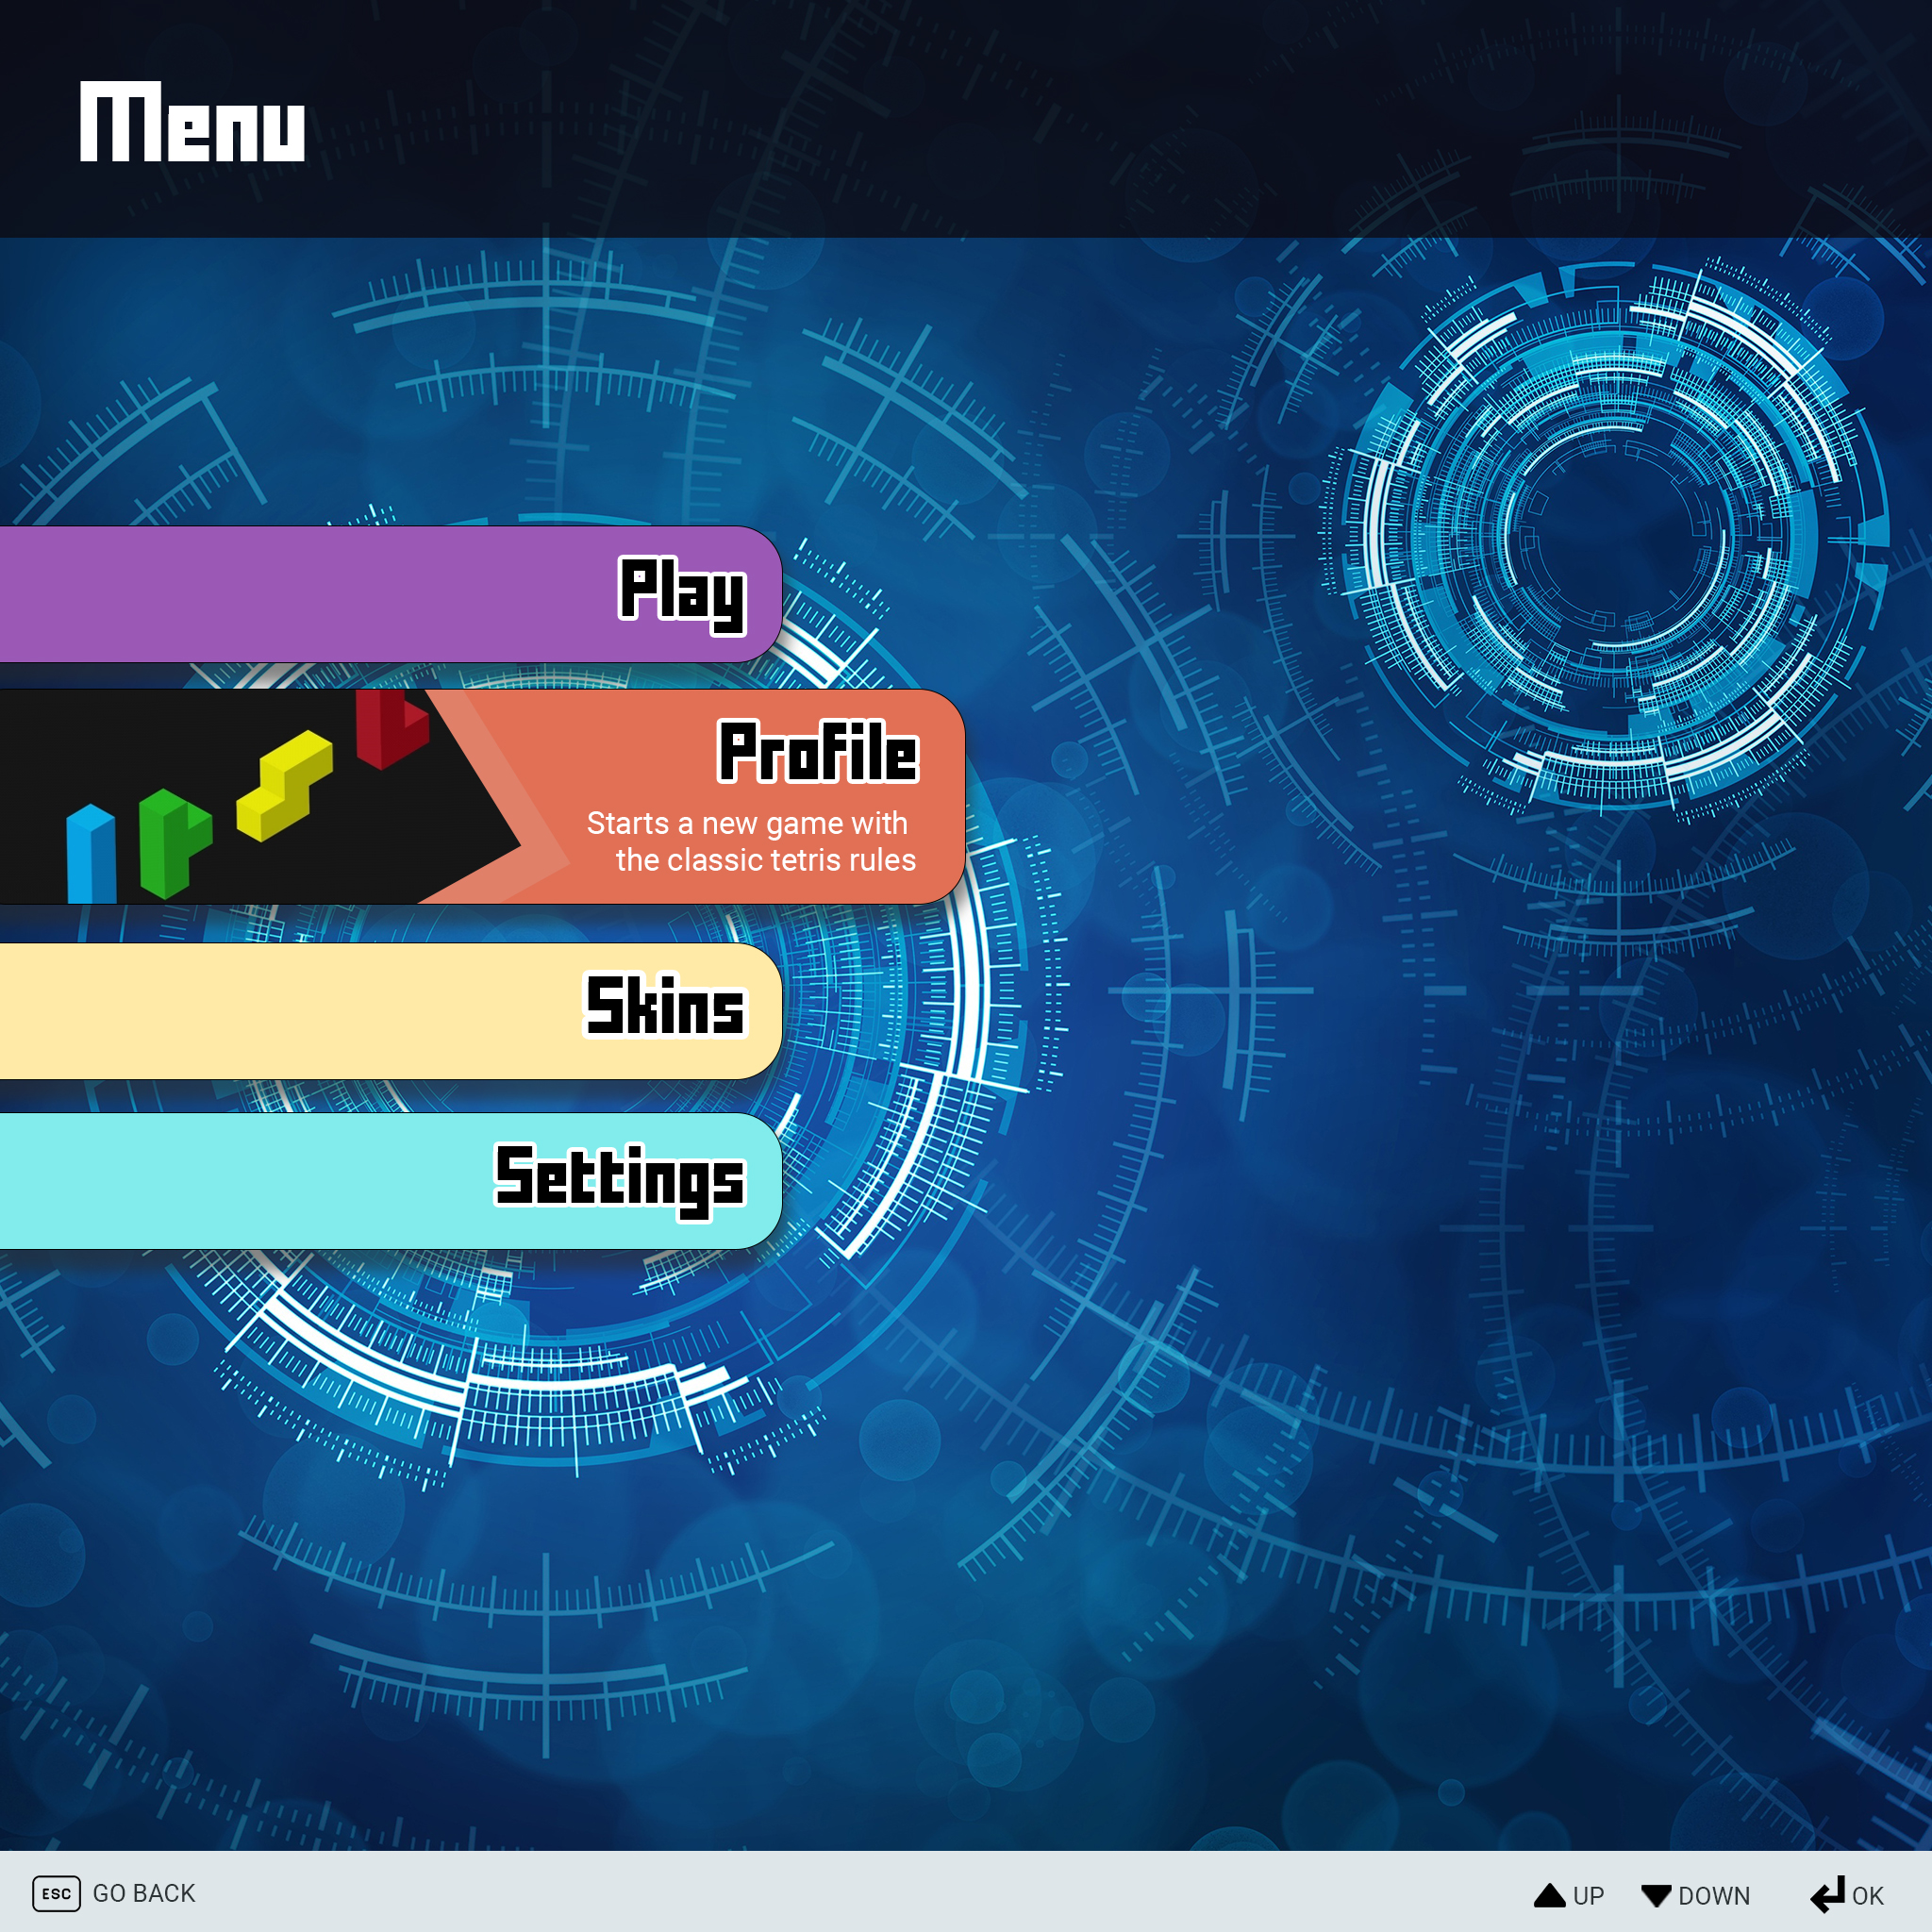 Menu
Play
Profile
Starts a new game with
the classic tetris rules
Skins
Settings
ESC GO BACK
UP DOWN OK